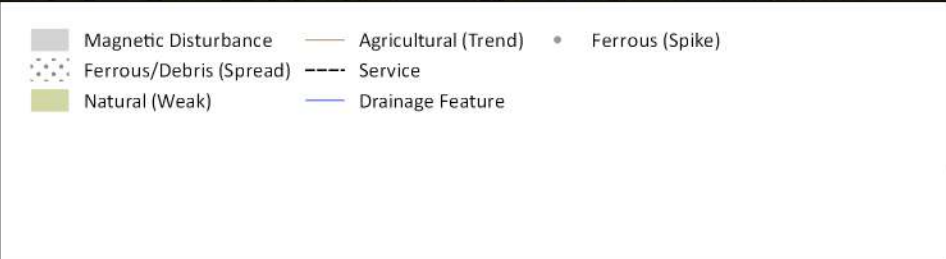 Magnetic Disturbance
Ferrous/Debris (Spread)
Natural (Weak)
Agricultural (Trend)
Service
Drainage Feature
Ferrous (Spike)